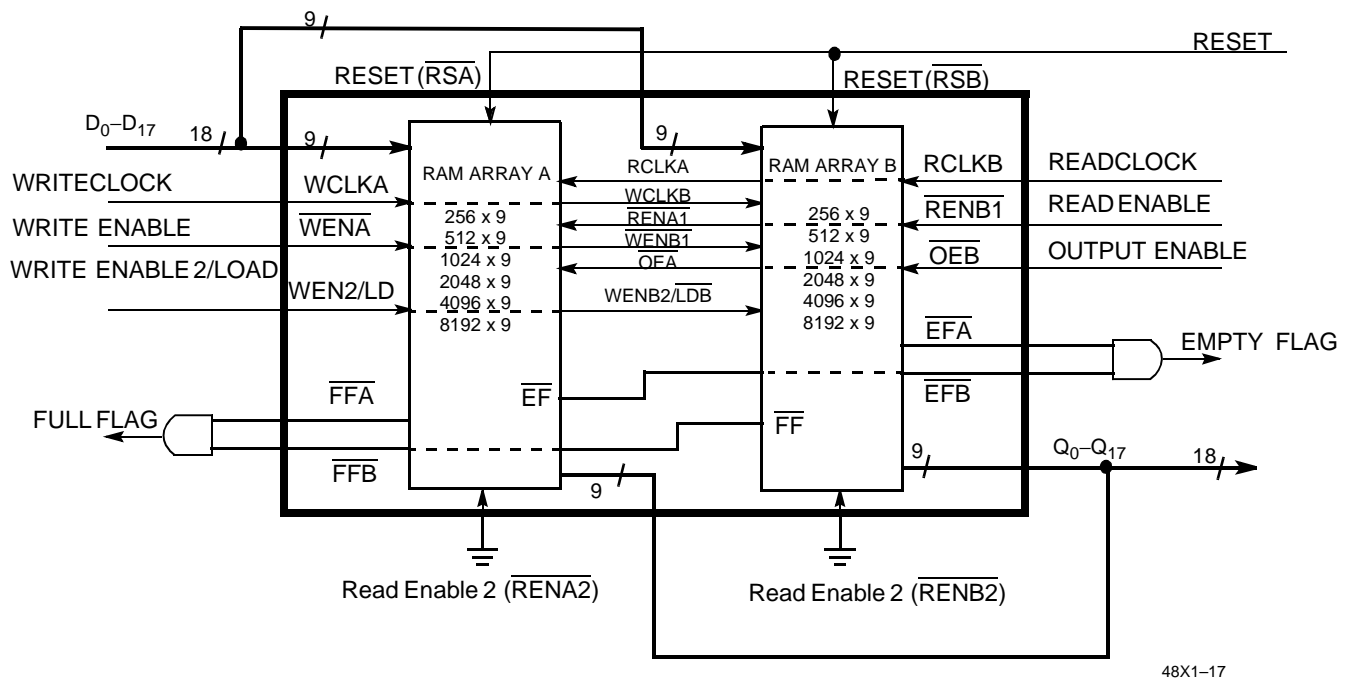 9
RESET
RESET (RSA)
RESET (RSB)
D0–D17
18
9
9
RAM ARRAY A
RCLKA
RAM ARRAY B
RCLKB
READCLOCK
WRITECLOCK
WCLKA
WCLKB
256 x 9
256 x 9
RENA1
RENB1
READ ENABLE
WRITE ENABLE
WENA
512 x 9
WENB1
512 x 9
1024 x 9
OEA
1024 x 9
OEB
OUTPUT ENABLE
WRITE ENABLE 2/LOAD
2048 x 9
2048 x 9
WEN2/LD
4096 x 9
WENB2/LDB
4096 x 9
8192 x 9
8192 x 9
EFA
EMPTY FLAG
FFA
EF
EFB
FULL FLAG
FF
FFB
9
9
Q0–Q17
18
Read Enable 2 (RENA2)
Read Enable 2 (RENB2)
48X1–17